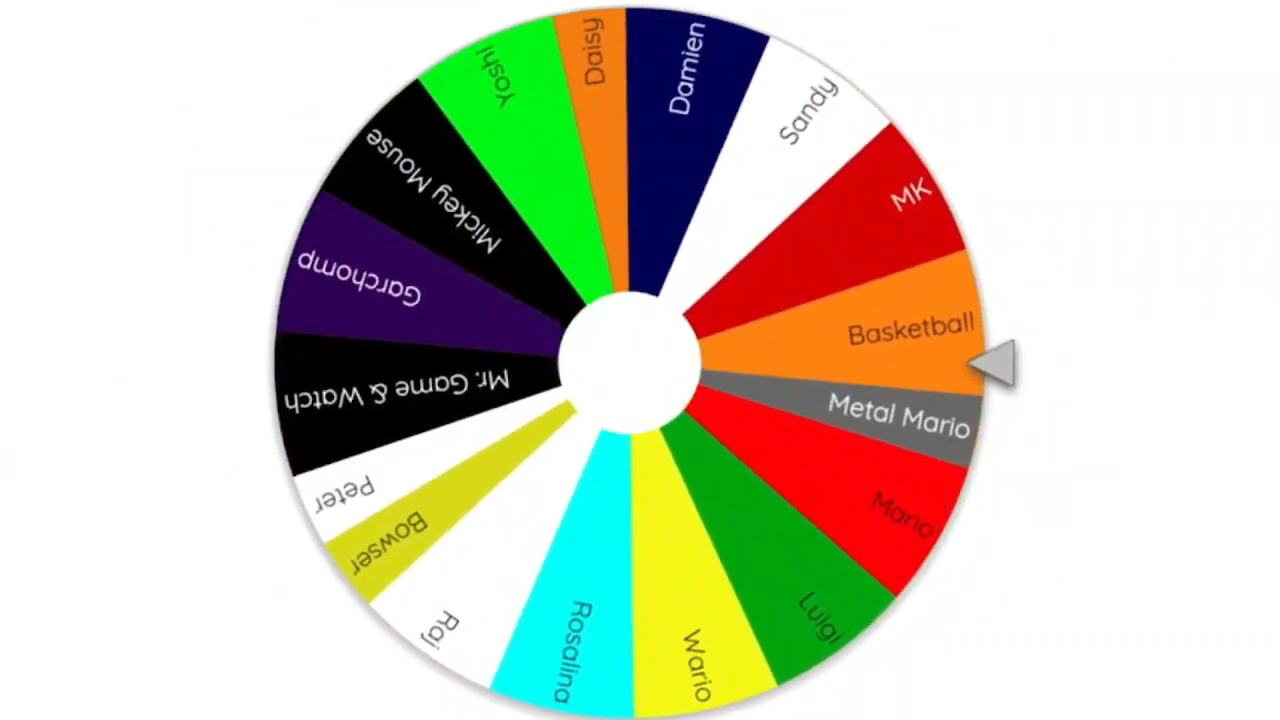 Daisy
Damien
Sandy
MK
Basketball
Metal Mario
Mario
Luigi
Wario
Rosalina
Raj
Bowser
Peter
Mr. Game & Watch
Garchomp
Mickey Mouse
Yoshi